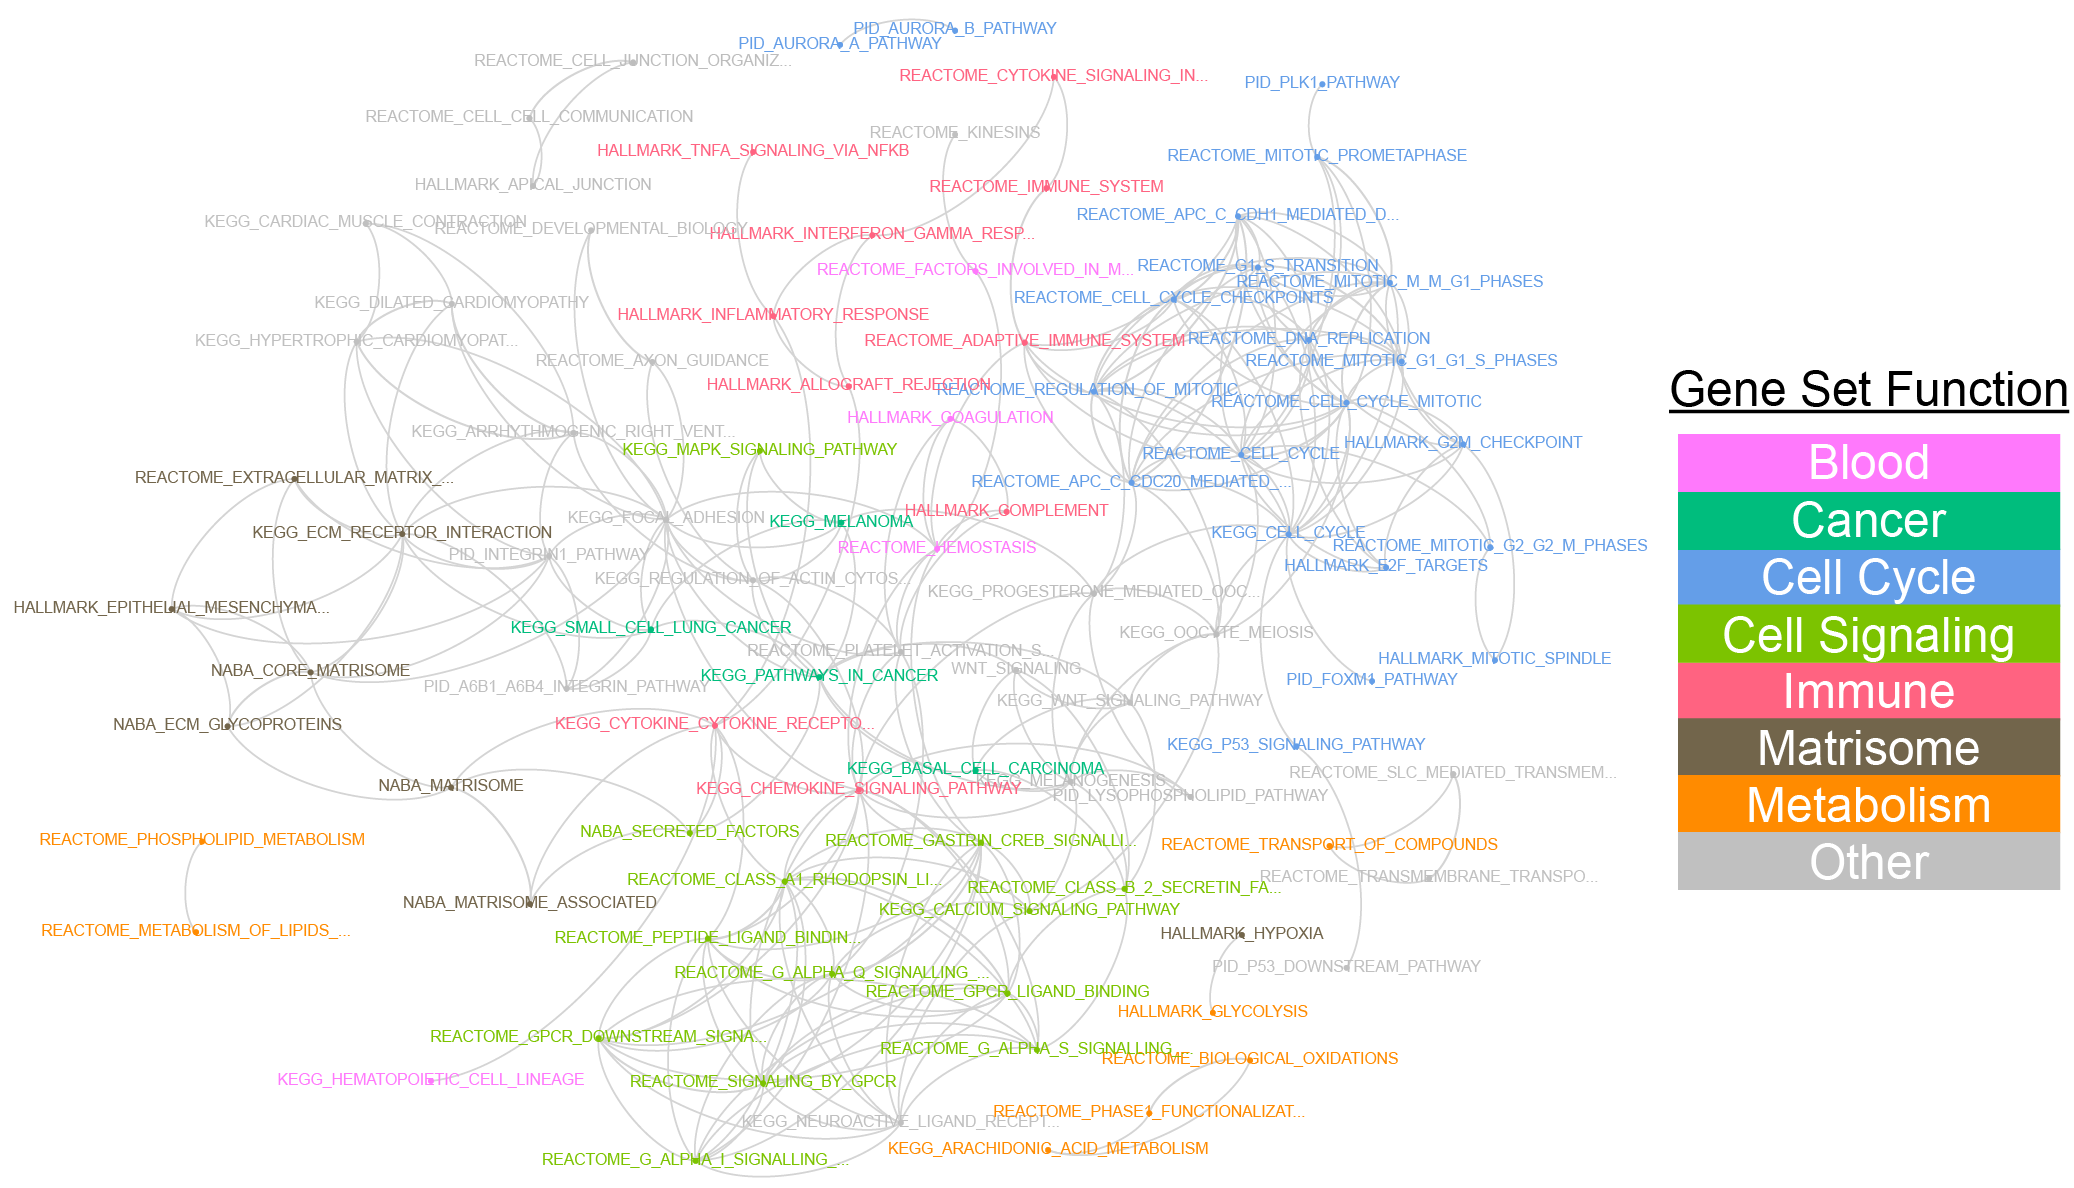 PID_AURORA_B_PATHWAY
PID_AURORA_A_PATHWAY
REACTOME_CELL_JUNCTION_ORGANIZ...
REACTOME_CYTOKINE_SIGNALING_IN...
PID_PLK1_PATHWAY
REACTOME_CELL_CELL_COMMUNICATION
REACTOME_KINESINS
HALLMARK_TNFA_SIGNALING_VIA_NFKB
REACTOME_MITOTIC_PROMETAPHASE
HALLMARK_APICAL_JUNCTION
REACTOME_IMMUNE_SYSTEM
REACTOME_APC_C_CDH1_MEDIATED_D...
KEGG_CARDIAC_MUSCLE_CONTRACTION
REACTOME_DEVELOPMENTAL_BIOLOGY
HALLMARK_INTERFERON_GAMMA_RESP...
REACTOME_G1_S_TRANSITION
REACTOME_FACTORS_INVOLVED_IN_M...
REACTOME_MITOTIC_M_M_G1_PHASES
REACTOME_CELL_CYCLE_CHECKPOINTS
KEGG_DILATED_CARDIOMYOPATHY
HALLMARK_INFLAMMATORY_RESPONSE
REACTOME_DNA_REPLICATION
KEGG_HYPERTROPHIC_CARDIOMYOPAT...
REACTOME_ADAPTIVE_IMMUNE_SYSTEM
REACTOME_AXON_GUIDANCE
REACTOME_MITOTIC_G1_G1_S_PHASES
HALLMARK_ALLOGRAFT_REJECTION
REACTOME_REGULATION_OF_MITOTIC_
REACTOME_CELL_CYCLE_MITOTIC
Gene Set Function
HALLMARK_COAGULATION
KEGG_ARRHYTHMOGENIC_RIGHT_VENT...
HALLMARK_G2M_CHECKPOINT
KEGG_MAPK_SIGNALING_PATHWAY
REACTOME_CELL_CYCLE
Blood
REACTOME_EXTRACELLULAR_MATRIX_...
REACTOME_APC_C_CDC20_MEDIATED_...
HALLMARK_COMPLEMENT
KEGG_FOCAL_ADHESION
KEGG_MELANOMA
Cancer
KEGG_ECM_RECEPTOR_INTERACTION
KEGG_CELL_CYCLE
REACTOME_HEMOSTASIS
REACTOME_MITOTIC_G2_G2_M_PHASES
PID_INTEGRIN1_PATHWAY
HALLMARK_E2F_TARGETS
KEGG_REGULATION_OF_ACTIN_CYTOS...
Cell Cycle
KEGG_PROGESTERONE_MEDIATED_OOC...
HALLMARK_EPITHELIAL_MESENCHYMA...
KEGG_SMALL_CELL_LUNG_CANCER
KEGG_OOCYTE_MEIOSIS
Cell Signaling
REACTOME_PLATELET_ACTIVATION_S...
HALLMARK_MITOTIC_SPINDLE
WNT_SIGNALING
NABA_CORE_MATRISOME
KEGG_PATHWAYS_IN_CANCER
PID_FOXM1_PATHWAY
PID_A6B1_A6B4_INTEGRIN_PATHWAY
Immune
KEGG_WNT_SIGNALING_PATHWAY
NABA_ECM_GLYCOPROTEINS
KEGG_CYTOKINE_CYTOKINE_RECEPTO...
KEGG_P53_SIGNALING_PATHWAY
Matrisome
KEGG_BASAL_CELL_CARCINOMA
REACTOME_SLC_MEDIATED_TRANSMEM...
KEGG_MELANOGENESIS
NABA_MATRISOME
KEGG_CHEMOKINE_SIGNALING_PATHWAY
PID_LYSOPHOSPHOLIPID_PATHWAY
Metabolism
NABA_SECRETED_FACTORS
REACTOME_PHOSPHOLIPID_METABOLISM
REACTOME_GASTRIN_CREB_SIGNALLI...
REACTOME_TRANSPORT_OF_COMPOUNDS
Other
REACTOME_TRANSMEMBRANE_TRANSPO...
REACTOME_CLASS_A1_RHODOPSIN_LI...
REACTOME_CLASS_B_2_SECRETIN_FA...
NABA_MATRISOME_ASSOCIATED
KEGG_CALCIUM_SIGNALING_PATHWAY
REACTOME_METABOLISM_OF_LIPIDS_...
HALLMARK_HYPOXIA
REACTOME_PEPTIDE_LIGAND_BINDIN...
PID_P53_DOWNSTREAM_PATHWAY
REACTOME_G_ALPHA_Q_SIGNALLING_...
REACTOME_GPCR_LIGAND_BINDING
HALLMARK_GLYCOLYSIS
REACTOME_GPCR_DOWNSTREAM_SIGNA...
REACTOME_G_ALPHA_S_SIGNALLING_
REACTOME_BIOLOGICAL_OXIDATIONS
KEGG_HEMATOPOIETIC_CELL_LINEAGE
REACTOME_SIGNALING_BY_GPCR
REACTOME_PHASE1_FUNCTIONALIZAT...
KEGG_NEUROACTIVE_LIGAND_RECEPT...
KEGG_ARACHIDONIC_ACID_METABOLISM
REACTOME_G_ALPHA_I_SIGNALLING_...